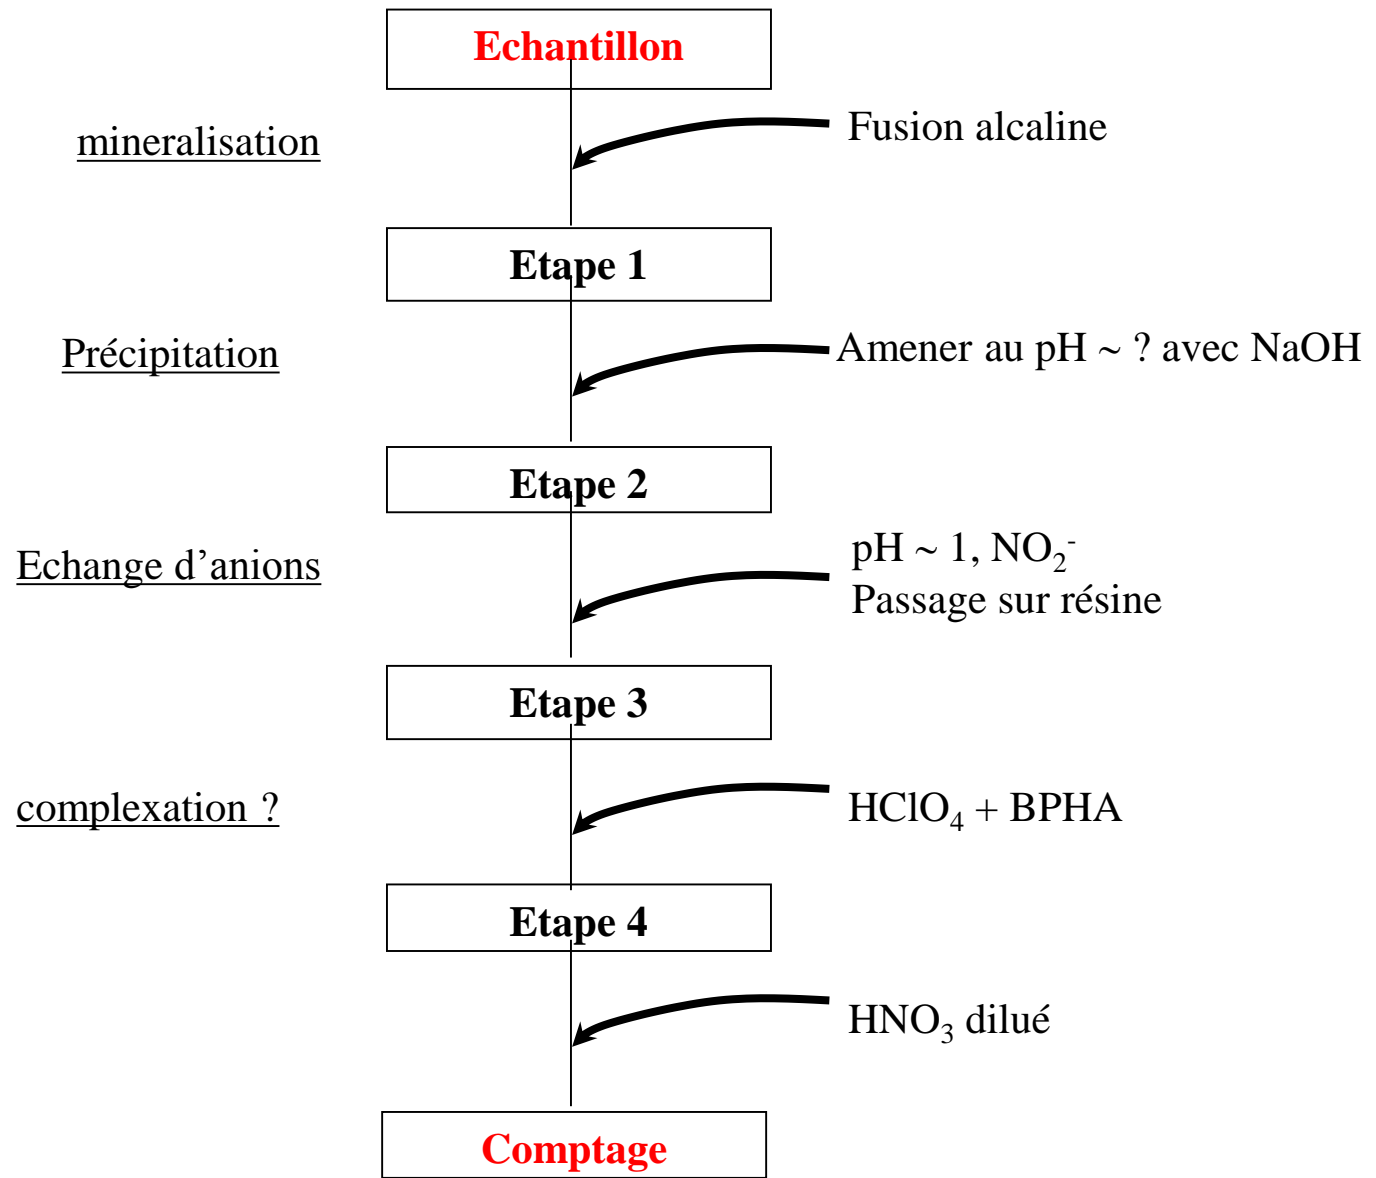 Echantillon
mineralisation
Fusion alcaline
Etape 1
Précipitation
Amener au pH ~ ? avec NaOH
Etape 2
Echange d’anions
pH ~ 1, NO₂⁻
Passage sur résine
Etape 3
complexation ?
HClO₄ + BPHA
Etape 4
HNO₃ dilué
Comptage